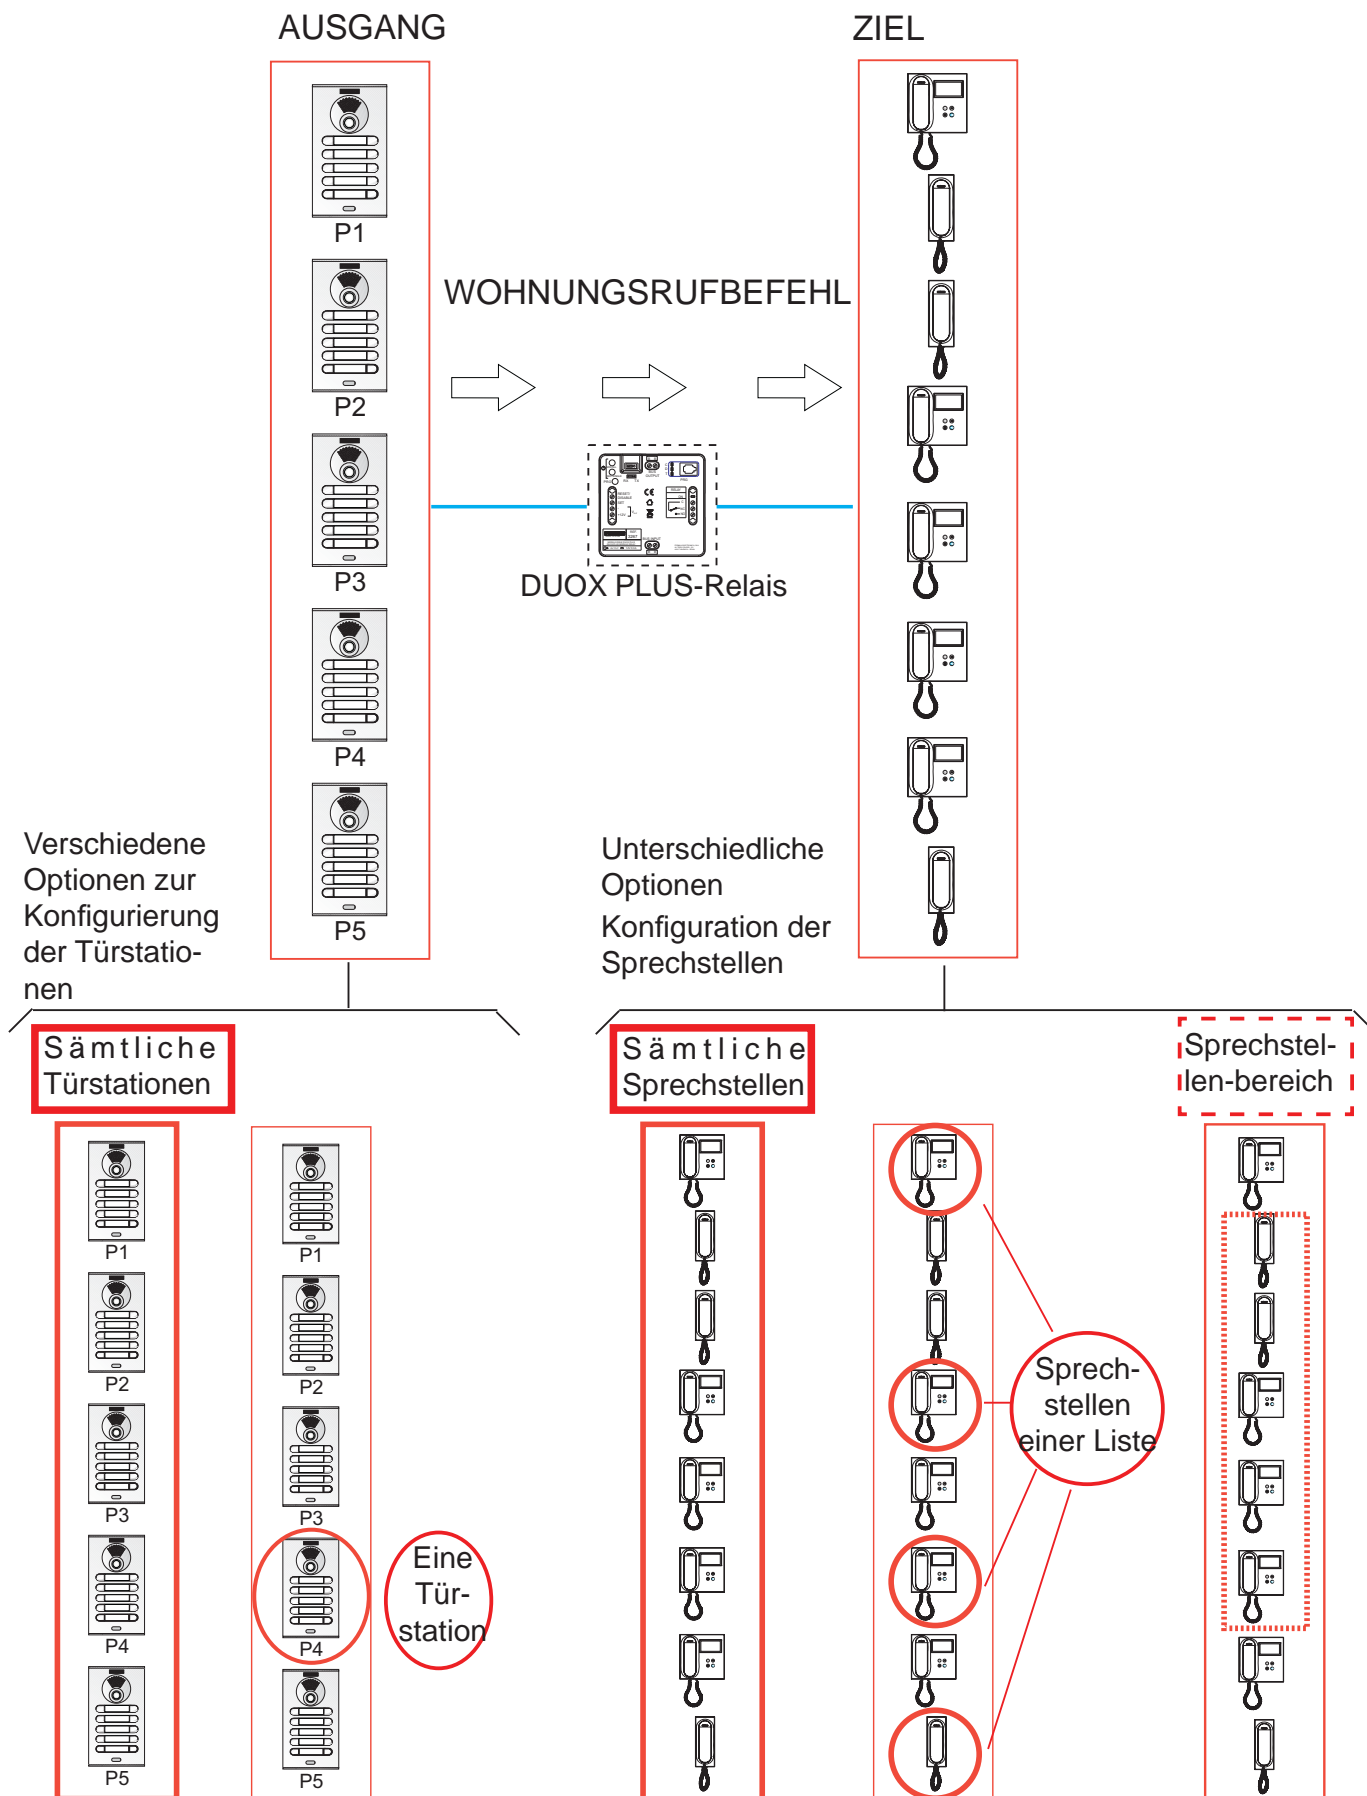 AUSGANG
ZIEL
P1
P2
P3
P4
P5
WOHNUNGSRUFBEFEHL
DUOX PLUS-Relais
Verschiedene
Optionen zur
Konfigurierung
der Türstatio-
nen
Unterschiedliche
Optionen
Konfiguration der
Sprechstellen
Sämtliche
Türstationen
Sämtliche
Sprechstellen
Sprechstel-
len-bereich
P1
P2
P3
P4
P5
P1
P2
P3
P4
P5
Eine
Tür-
station
Sprech-
stellen
einer Liste